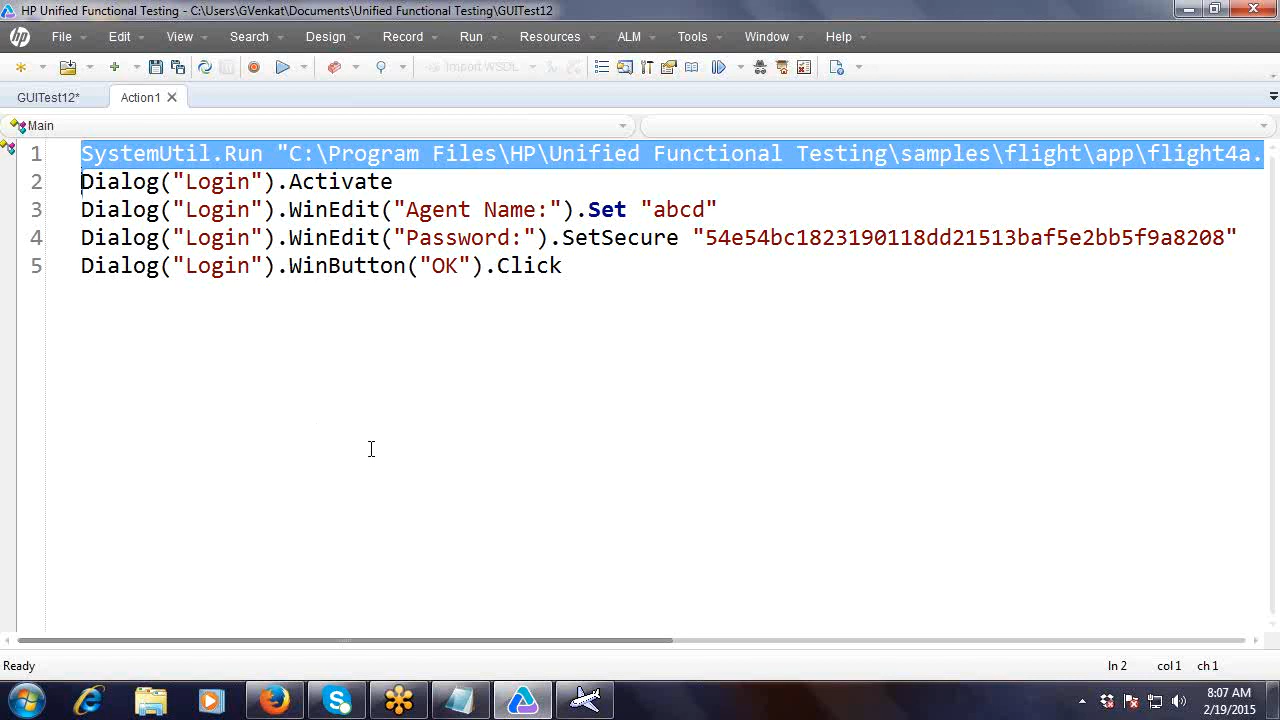 HP Unified Functional Testing - C:\Users\GVenkat\Documents\Unified Functional Testing\GUITest12
hp File Edit View Search Design Record Run Resources ALM Tools Window Help
Import WSDL
GUITest12* Action1
Main
1 SystemUtil.Run "C:\Program Files\HP\Unified Functional Testing\samples\flight\app\flight4a.
2 Dialog("Login").Activate
3 Dialog("Login").WinEdit("Agent Name:").Set "abcd"
4 Dialog("Login").WinEdit("Password:").SetSecure "54e54bc1823190118dd21513baf5e2bb5f9a8208"
5 Dialog("Login").WinButton("OK").Click
Ready ln 2 col 1 ch 1
8:07 AM
2/19/2015